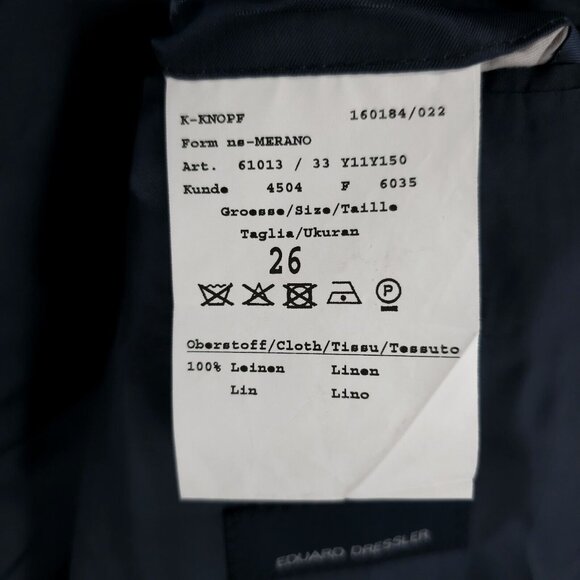 K-KNOPF 160184/022
Form ns-MERANO
Art. 61013 / 33 Y11Y150
Kunde 4504 F 6035
Groesse/Size/Taille
Taglia/Ukuran
26
P
Oberstoff/Cloth/Tissu/Tessuto
100% Leinen Linen
Lin Lino
EDUARD DRESSLER